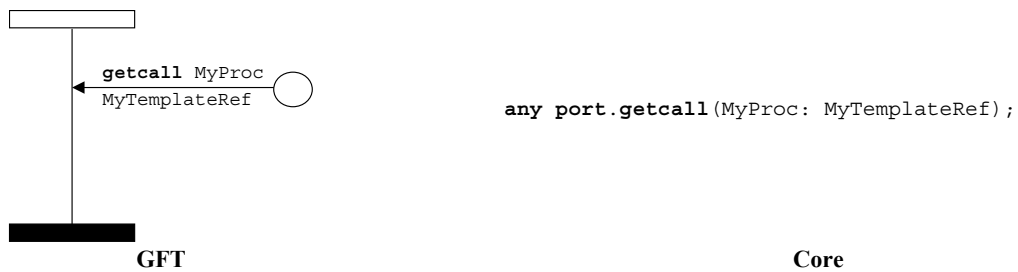 getcall MyProc
MyTemplateRef
any port.getcall(MyProc: MyTemplateRef);
GFT
Core